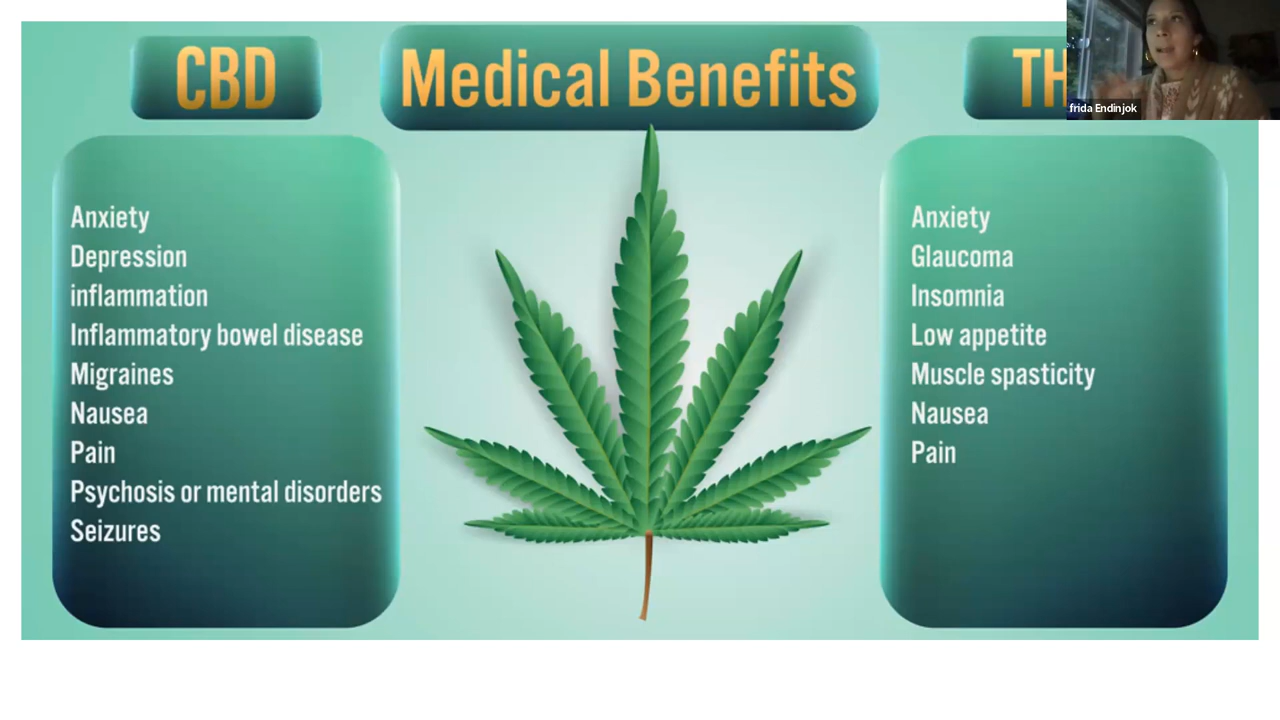 CBD
Medical Benefits
TH
frida Endinjok
Anxiety
Depression
inflammation
Inflammatory bowel disease
Migraines
Nausea
Pain
Psychosis or mental disorders
Seizures
Anxiety
Glaucoma
Insomnia
Low appetite
Muscle spasticity
Nausea
Pain